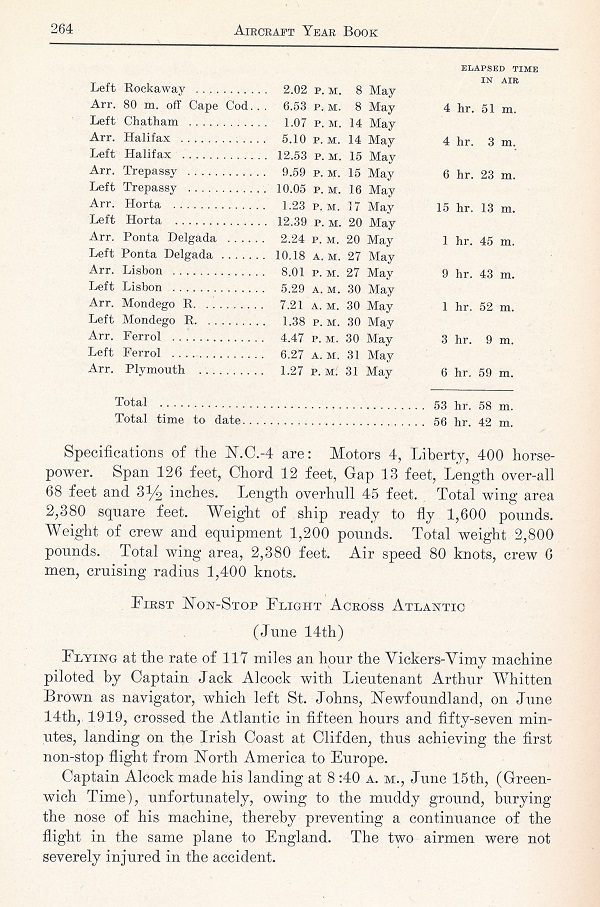 264 AIRCRAFT YEAR BOOK
ELAPSED TIME
IN AIR
Left Rockaway ........... 2.02 P. M. 8 May
Arr. 80 m. off Cape Cod... 6.53 P. M. 8 May 4 hr. 51 m.
Left Chatham ............ 1.07 P. M. 14 May
Arr. Halifax ............. 5.10 P. M. 14 May 4 hr. 3 m.
Left Halifax ............. 12.53 P. M. 15 May
Arr. Trepassy ............ 9.59 P. M. 15 May 6 hr. 23 m.
Left Trepassy ............ 10.05 P. M. 16 May
Arr. Horta .............. 1.23 P. M. 17 May 15 hr. 13 m.
Left Horta .............. 12.39 P. M. 20 May
Arr. Ponta Delgada ...... 2.24 P. M. 20 May 1 hr. 45 m.
Left Ponta Delgada ....... 10.18 A. M. 27 May
Arr. Lisbon .............. 8.01 P. M. 27 May 9 hr. 43 m.
Left Lisbon .............. 5.29 A. M. 30 May
Arr. Mondego R. ......... 7.21 A. M. 30 May 1 hr. 52 m.
Left Mondego R. ......... 1.38 P. M. 30 May
Arr. Ferrol .............. 4.47 P. M. 30 May 3 hr. 9 m.
Left Ferrol .............. 6.27 A. M. 31 May
Arr. Plymouth .......... 1.27 P. M. 31 May 6 hr. 59 m.
Total ....................................... 53 hr. 58 m.
Total time to date........................... 56 hr. 42 m.
Specifications of the N.C.-4 are: Motors 4, Liberty, 400 horse-
power. Span 126 feet, Chord 12 feet, Gap 13 feet, Length over-all
68 feet and 3½ inches. Length overhull 45 feet. Total wing area
2,380 square feet. Weight of ship ready to fly 1,600 pounds.
Weight of crew and equipment 1,200 pounds. Total weight 2,800
pounds. Total wing area, 2,380 feet. Air speed 80 knots, crew 6
men, cruising radius 1,400 knots.
FIRST NON-STOP FLIGHT ACROSS ATLANTIC
(June 14th)
FLYING at the rate of 117 miles an hour the Vickers-Vimy machine
piloted by Captain Jack Alcock with Lieutenant Arthur Whitten
Brown as navigator, which left St. Johns, Newfoundland, on June
14th, 1919, crossed the Atlantic in fifteen hours and fifty-seven min-
utes, landing on the Irish Coast at Clifden, thus achieving the first
non-stop flight from North America to Europe.
Captain Alcock made his landing at 8:40 A. M., June 15th, (Green-
wich Time), unfortunately, owing to the muddy ground, burying
the nose of his machine, thereby preventing a continuance of the
flight in the same plane to England. The two airmen were not
severely injured in the accident.